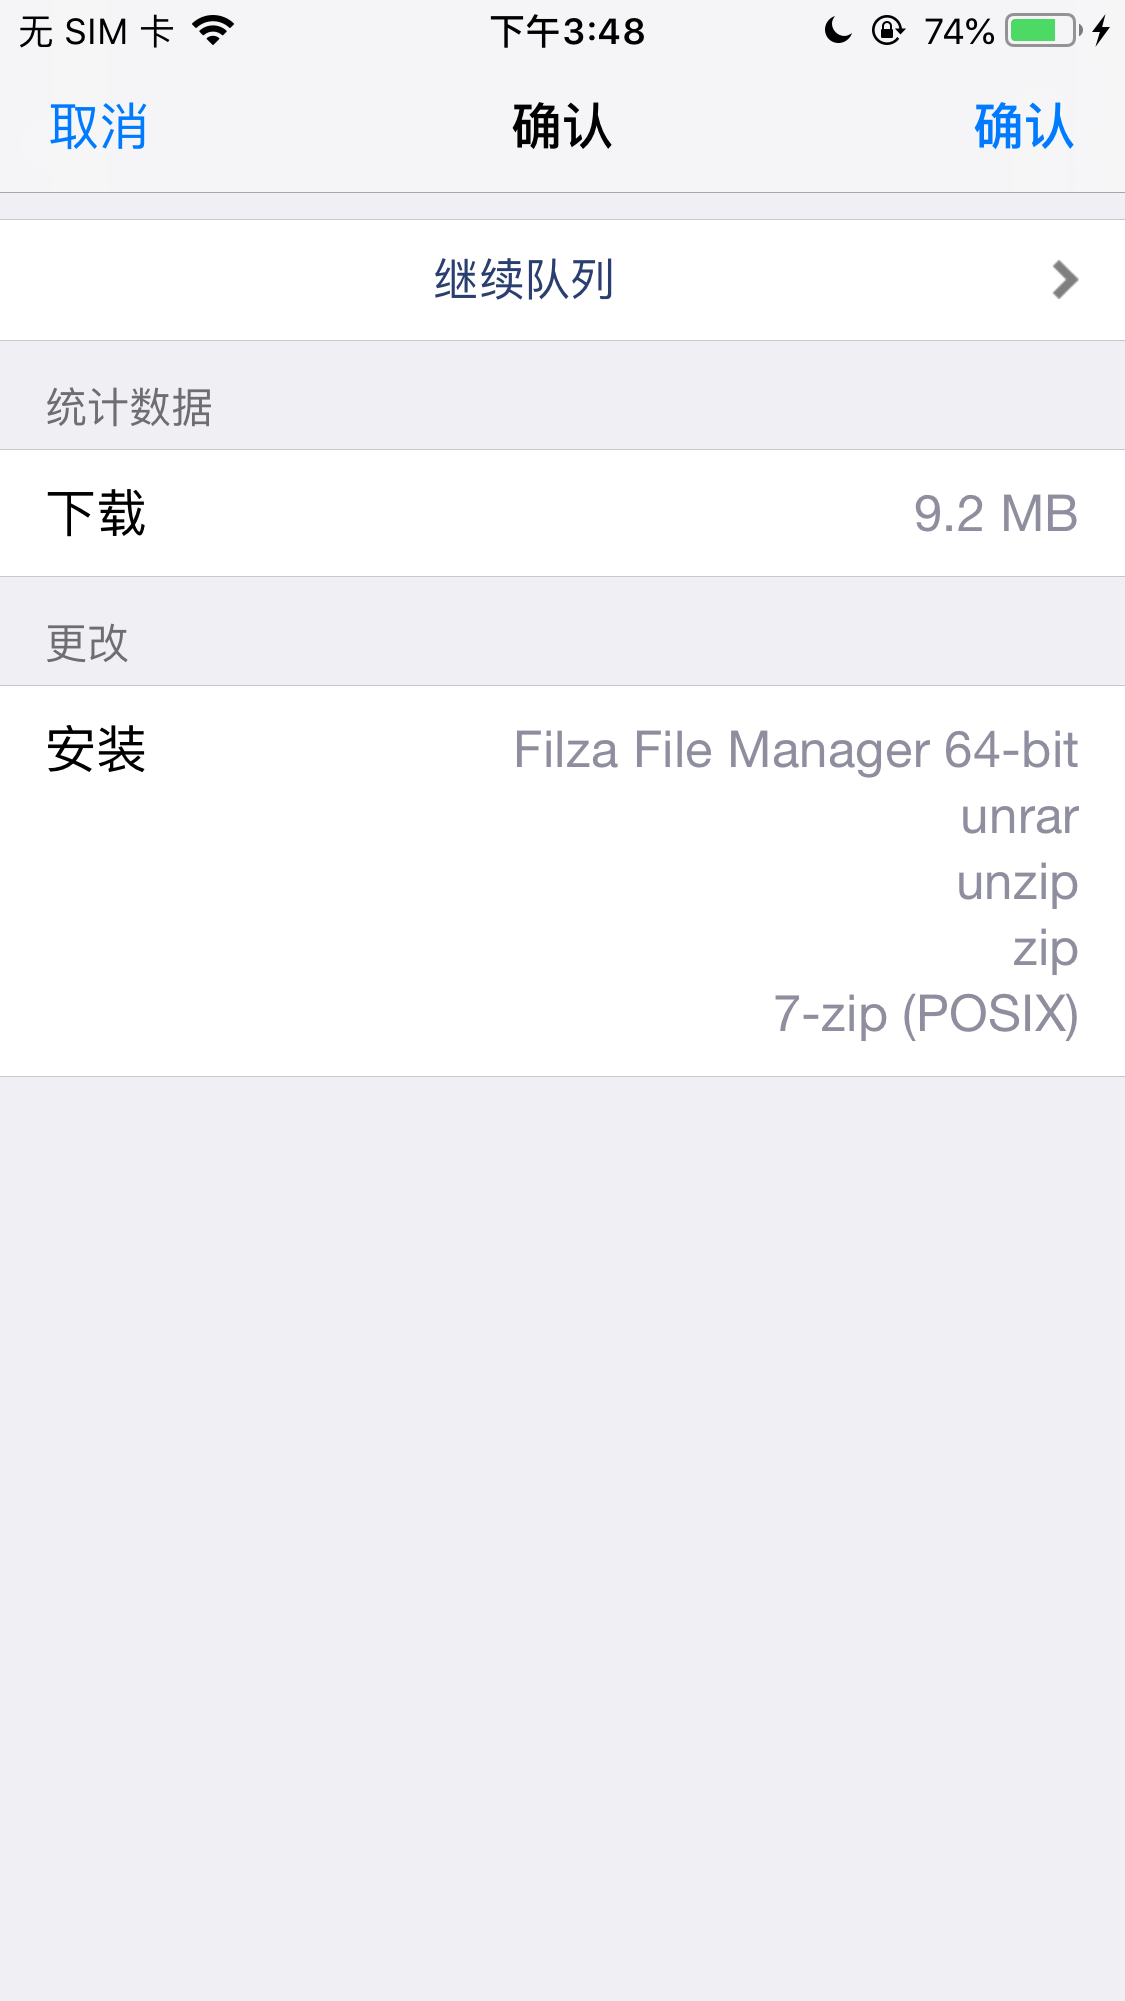 无 SIM 卡 下午3:48 74%
取消 确认 确认
继续队列
统计数据
下载 9.2 MB
更改
安装 Filza File Manager 64-bit
unrar
unzip
zip
7-zip (POSIX)